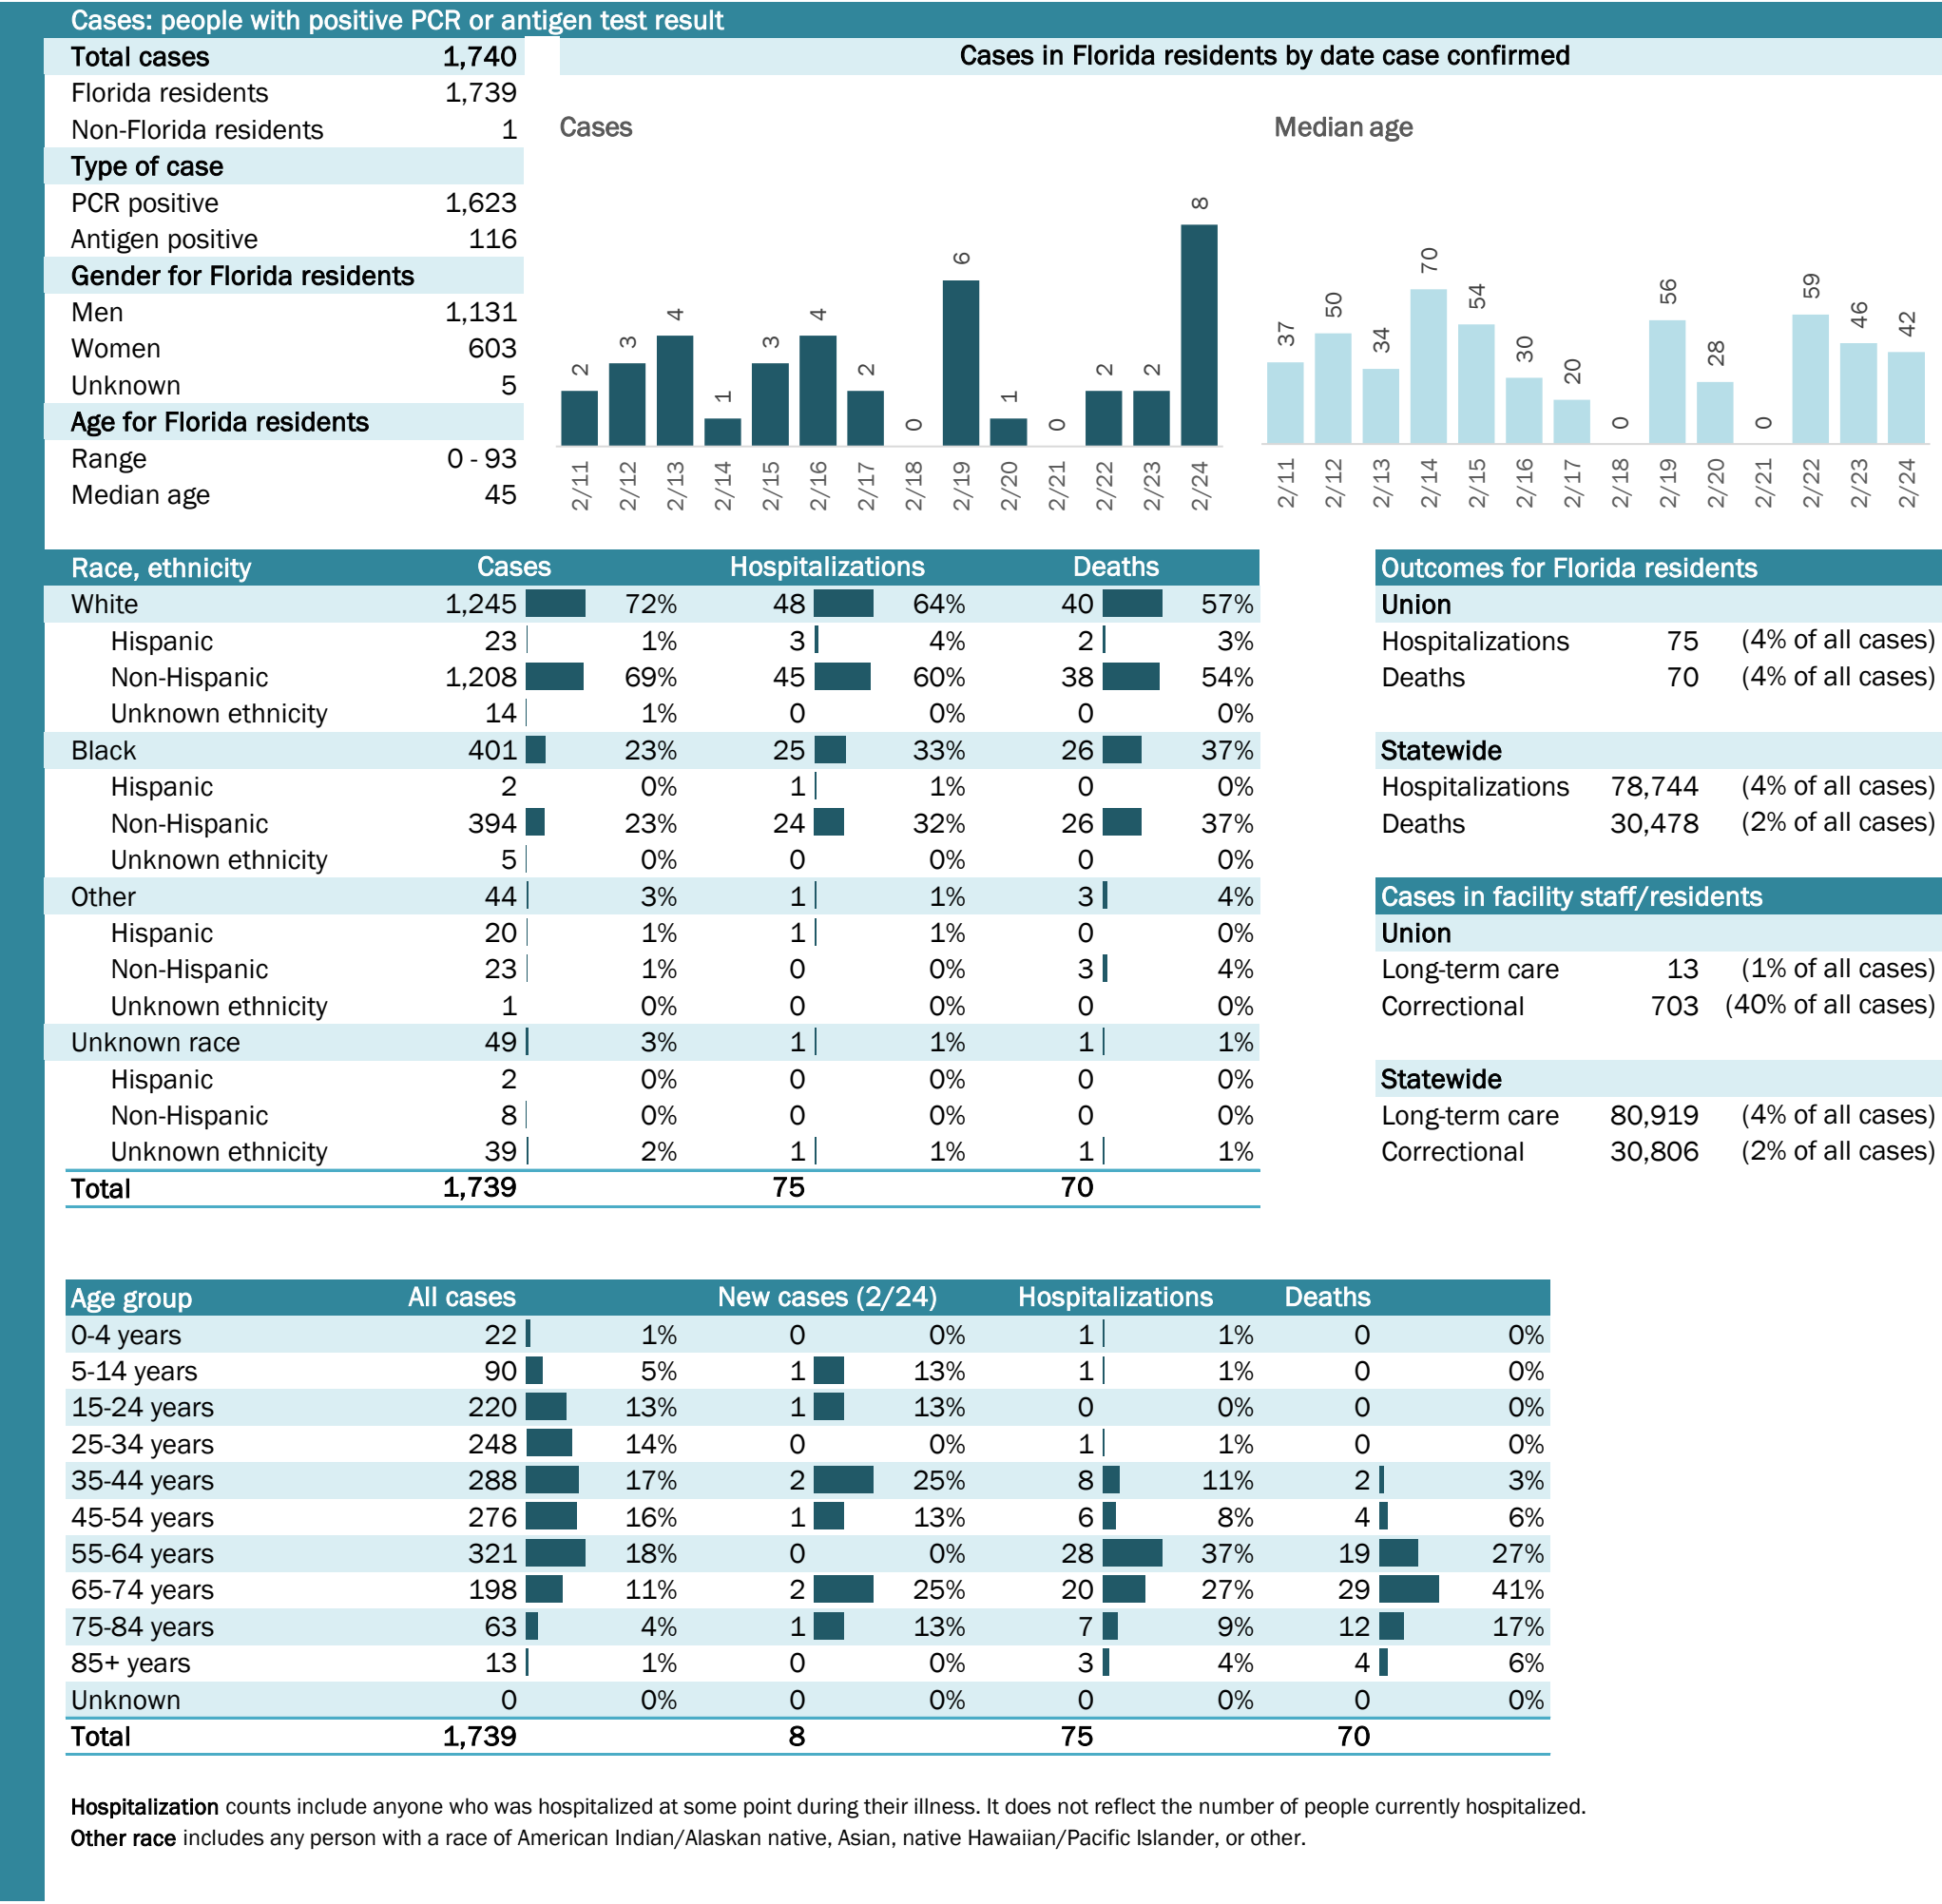 Cases: people with positive PCR or antigen test result
Total cases 1,740
Florida residents 1,739
Non-Florida residents 1
Type of case
PCR positive 1,623
Antigen positive 116
Gender for Florida residents
Men 1,131
Women 603
Unknown 5
Age for Florida residents
Range 0 - 93
Median age 45
Cases in Florida residents by date case confirmed
Cases
2 3 4 1 3 4 2 0 6 1 0 2 2 8
2/11 2/12 2/13 2/14 2/15 2/16 2/17 2/18 2/19 2/20 2/21 2/22 2/23 2/24
Median age
37 50 34 70 54 30 20 0 56 28 0 59 46 42
2/11 2/12 2/13 2/14 2/15 2/16 2/17 2/18 2/19 2/20 2/21 2/22 2/23 2/24
Race, ethnicity Cases Hospitalizations Deaths
White 1,245 72% 48 64% 40 57%
Hispanic 23 1% 3 4% 2 3%
Non-Hispanic 1,208 69% 45 60% 38 54%
Unknown ethnicity 14 1% 0 0% 0 0%
Black 401 23% 25 33% 26 37%
Hispanic 2 0% 1 1% 0 0%
Non-Hispanic 394 23% 24 32% 26 37%
Unknown ethnicity 5 0% 0 0% 0 0%
Other 44 3% 1 1% 3 4%
Hispanic 20 1% 1 1% 0 0%
Non-Hispanic 23 1% 0 0% 3 4%
Unknown ethnicity 1 0% 0 0% 0 0%
Unknown race 49 3% 1 1% 1 1%
Hispanic 2 0% 0 0% 0 0%
Non-Hispanic 8 0% 0 0% 0 0%
Unknown ethnicity 39 2% 1 1% 1 1%
Total 1,739 75 70
Outcomes for Florida residents
Union
Hospitalizations 75 (4% of all cases)
Deaths 70 (4% of all cases)
Statewide
Hospitalizations 78,744 (4% of all cases)
Deaths 30,478 (2% of all cases)
Cases in facility staff/residents
Union
Long-term care 13 (1% of all cases)
Correctional 703 (40% of all cases)
Statewide
Long-term care 80,919 (4% of all cases)
Correctional 30,806 (2% of all cases)
Age group All cases New cases (2/24) Hospitalizations Deaths
0-4 years 22 1% 0 0% 1 1% 0 0%
5-14 years 90 5% 1 13% 1 1% 0 0%
15-24 years 220 13% 1 13% 0 0% 0 0%
25-34 years 248 14% 0 0% 1 1% 0 0%
35-44 years 288 17% 2 25% 8 11% 2 3%
45-54 years 276 16% 1 13% 6 8% 4 6%
55-64 years 321 18% 0 0% 28 37% 19 27%
65-74 years 198 11% 2 25% 20 27% 29 41%
75-84 years 63 4% 1 13% 7 9% 12 17%
85+ years 13 1% 0 0% 3 4% 4 6%
Unknown 0 0% 0 0% 0 0% 0 0%
Total 1,739 8 75 70
Hospitalization counts include anyone who was hospitalized at some point during their illness. It does not reflect the number of people currently hospitalized.
Other race includes any person with a race of American Indian/Alaskan native, Asian, native Hawaiian/Pacific Islander, or other.